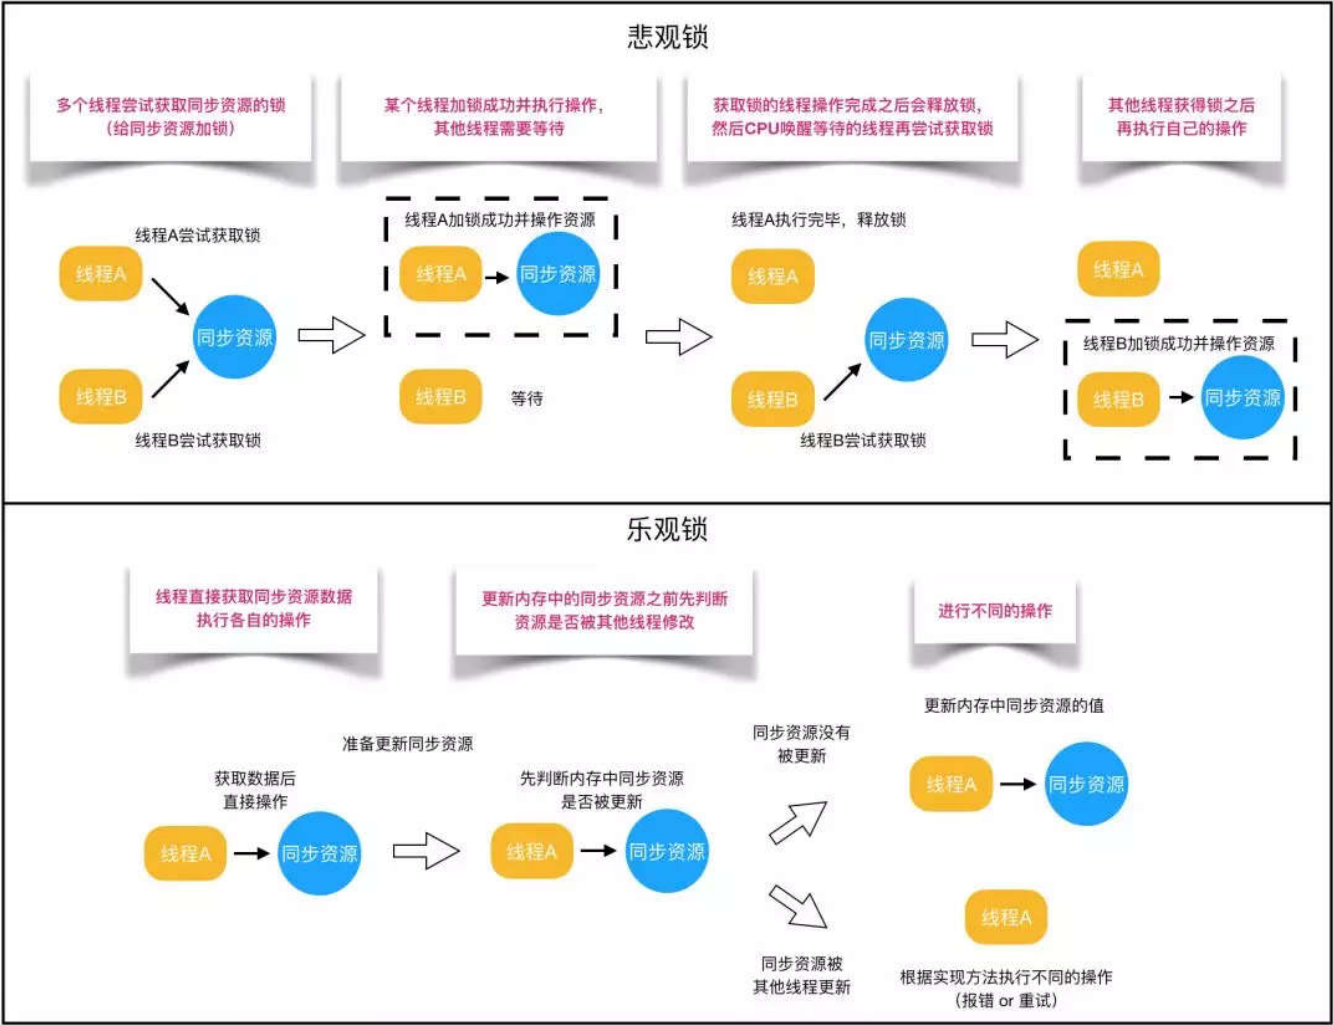 悲观锁
多个线程尝试获取同步资源的锁
（给同步资源加锁）
某个线程加锁成功并执行操作，
其他线程需要等待
获取锁的线程操作完成之后会释放锁，
然后CPU唤醒等待的线程再尝试获取锁
其他线程获得锁之后
再执行自己的操作
线程A尝试获取锁
线程A
同步资源
线程B
线程B尝试获取锁
线程A加锁成功并操作资源
线程A
同步资源
线程B
等待
线程A执行完毕，释放锁
线程A
同步资源
线程B
线程B尝试获取锁
线程A
线程B加锁成功并操作资源
线程B
同步资源
乐观锁
线程直接获取同步资源数据
执行各自的操作
更新内存中的同步资源之前先判断
资源是否被其他线程修改
进行不同的操作
获取数据后
直接操作
线程A
同步资源
准备更新同步资源
先判断内存中同步资源
是否被更新
线程A
同步资源
同步资源没有
被更新
更新内存中同步资源的值
线程A
同步资源
同步资源被
其他线程更新
线程A
根据实现方法执行不同的操作
（报错 or 重试）